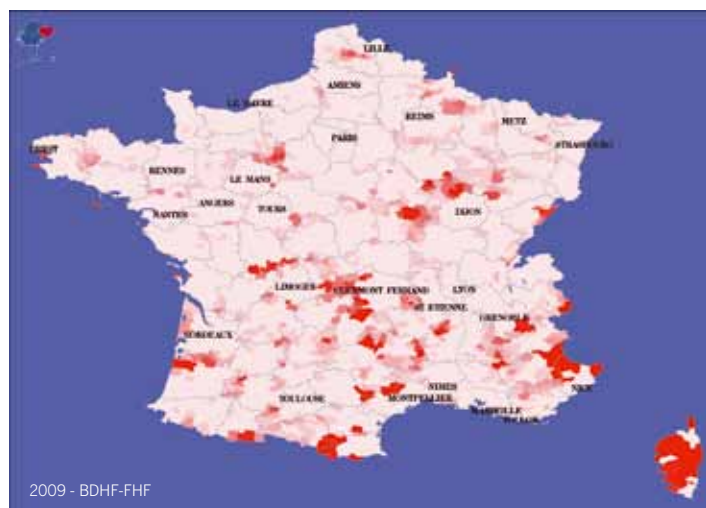 LILLE
AMIENS
LE HAVRE
REIMS
METZ
PARIS
STRASBOURG
BREST
RENNES
LE MANS
ANGERS
TOURS
NANTES
DIJON
LIMOGES
CLERMONT FERRAND
LYON
ST ETIENNE
GRENOBLE
BORDEAUX
NIMES
NICE
TOULOUSE
MONTPELLIER
MARSEILLE
TOULON
2009 - BDHF-FHF